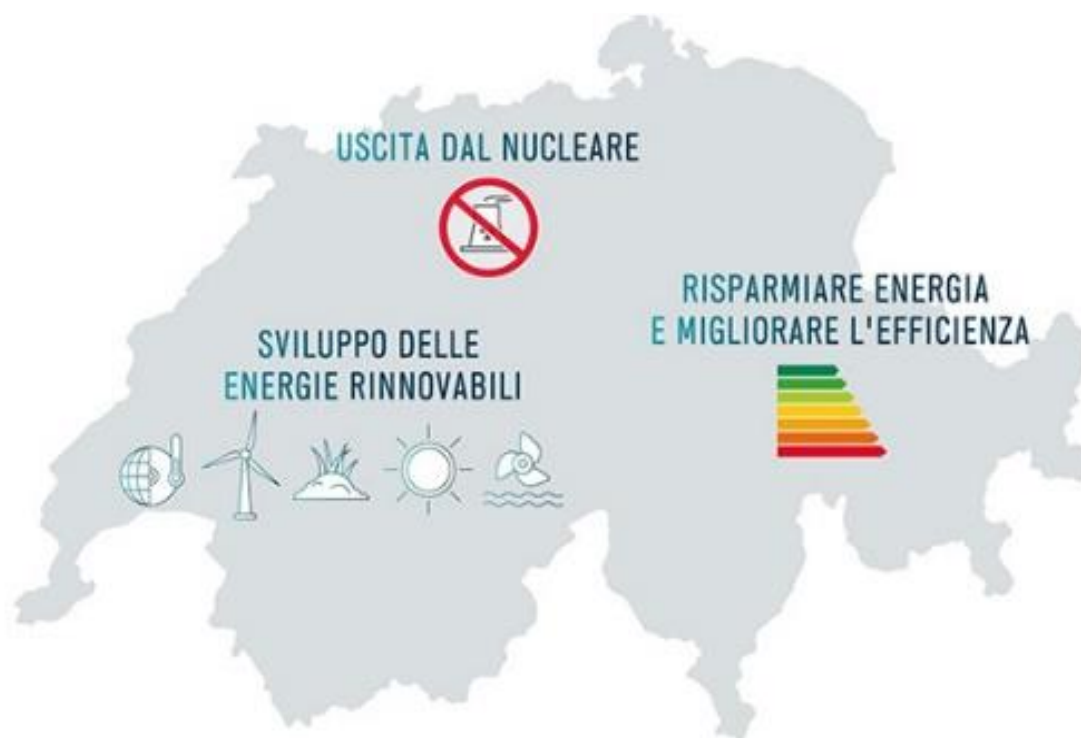 USCITA DAL NUCLEARE
RISPARMIARE ENERGIA
E MIGLIORARE L'EFFICIENZA
SVILUPPO DELLE
ENERGIE RINNOVABILI